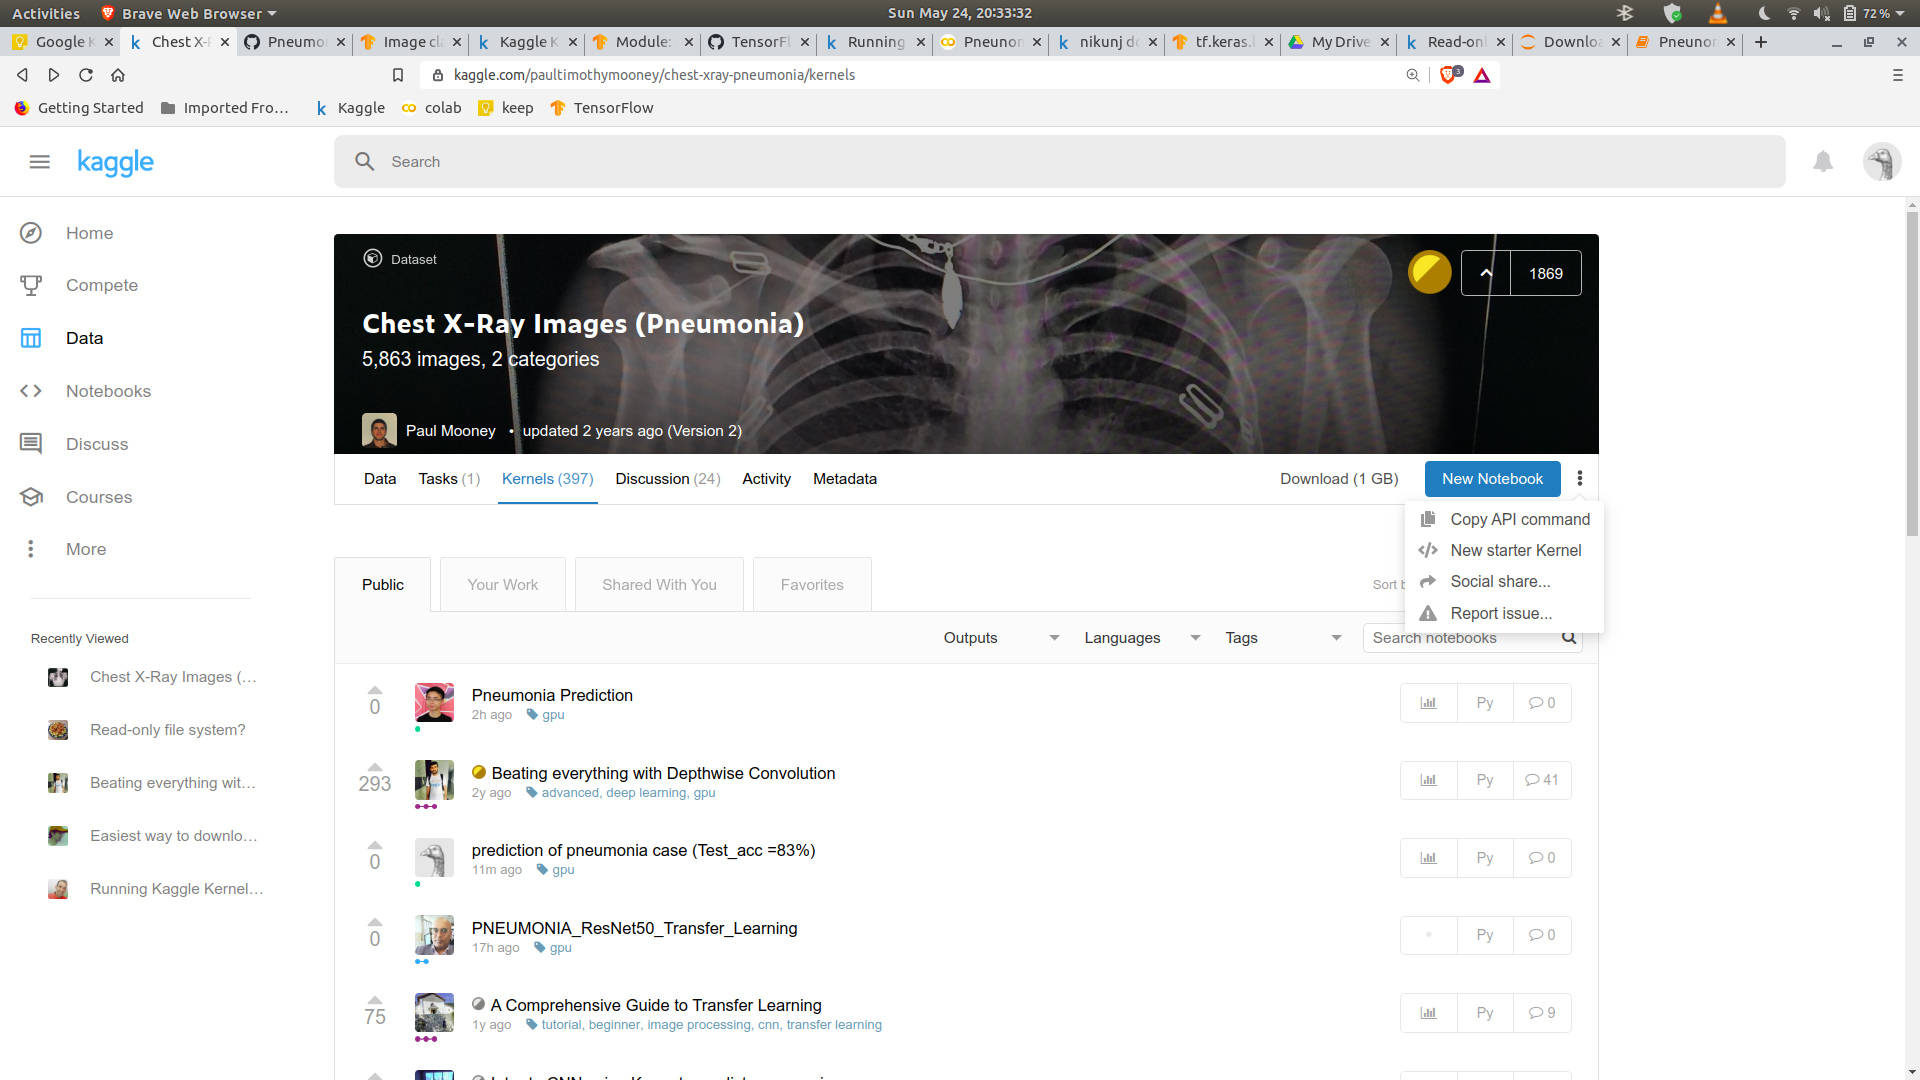 Activities
Brave Web Browser
Sun May 24, 20:33:32
72 %
Google K
Chest X-R
Pneumo
Image cla
Kaggle K
Module:
TensorFl
Running
Pneunon
nikunj do
tf.keras.
My Drive
Read-onl
Downloa
Pneunor
kaggle.com/paultimothymooney/chest-xray-pneumonia/kernels
3
Getting Started
Imported Fro...
Kaggle
colab
keep
TensorFlow
kaggle
Search
Home
Compete
Data
Notebooks
Discuss
Courses
More
Recently Viewed
Chest X-Ray Images (...
Read-only file system?
Beating everything wit...
Easiest way to downlo...
Running Kaggle Kernel...
Dataset
1869
Chest X-Ray Images (Pneumonia)
5,863 images, 2 categories
Paul Mooney • updated 2 years ago (Version 2)
Data Tasks (1) Kernels (397) Discussion (24) Activity Metadata
Download (1 GB)
New Notebook
Copy API command
New starter Kernel
Social share...
Report issue...
Public
Your Work
Shared With You
Favorites
Sort b
Outputs
Languages
Tags
Search notebooks
0
Pneumonia Prediction
2h ago gpu
Py
0
293
Beating everything with Depthwise Convolution
2y ago advanced, deep learning, gpu
Py
41
0
prediction of pneumonia case (Test_acc =83%)
11m ago gpu
Py
0
0
PNEUMONIA_ResNet50_Transfer_Learning
17h ago gpu
Py
0
75
A Comprehensive Guide to Transfer Learning
1y ago tutorial, beginner, image processing, cnn, transfer learning
Py
9